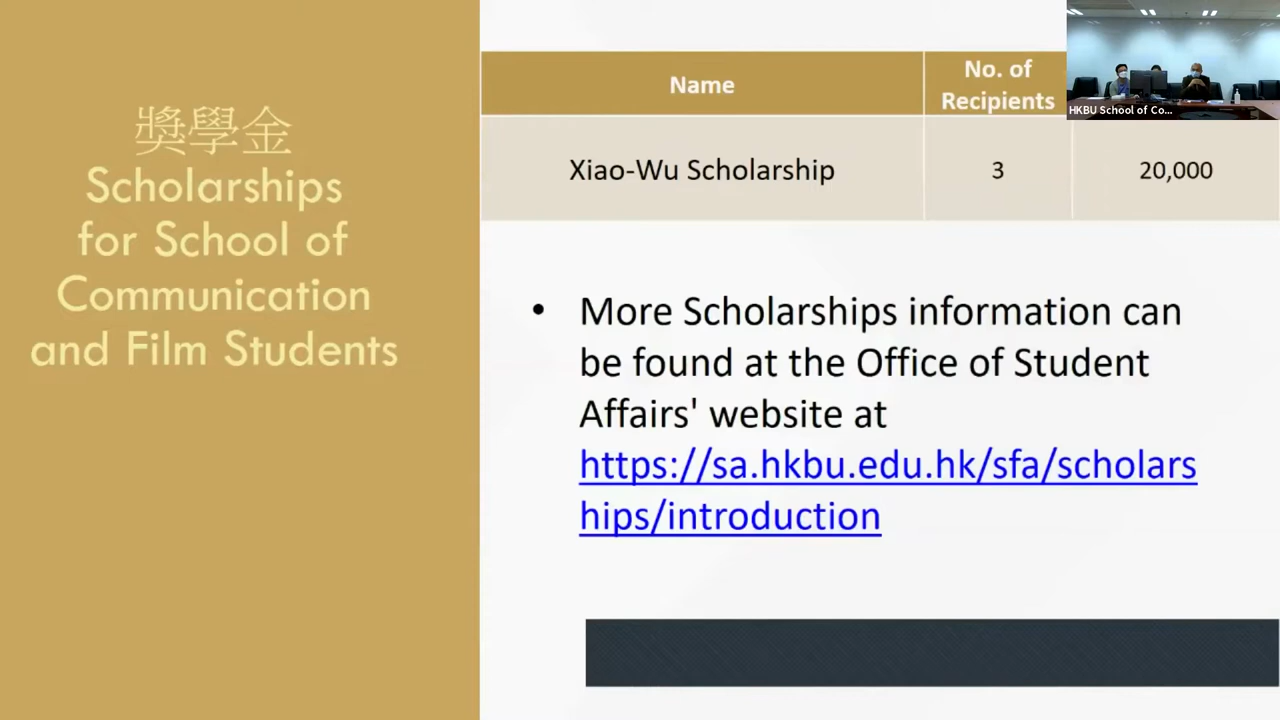 獎學金
Scholarships
for School of
Communication
and Film Students
Name
No. of
Recipients
Xiao-Wu Scholarship
3
20,000
• More Scholarships information can
be found at the Office of Student
Affairs' website at
https://sa.hkbu.edu.hk/sfa/scholars
hips/introduction
HKBU School of Co...